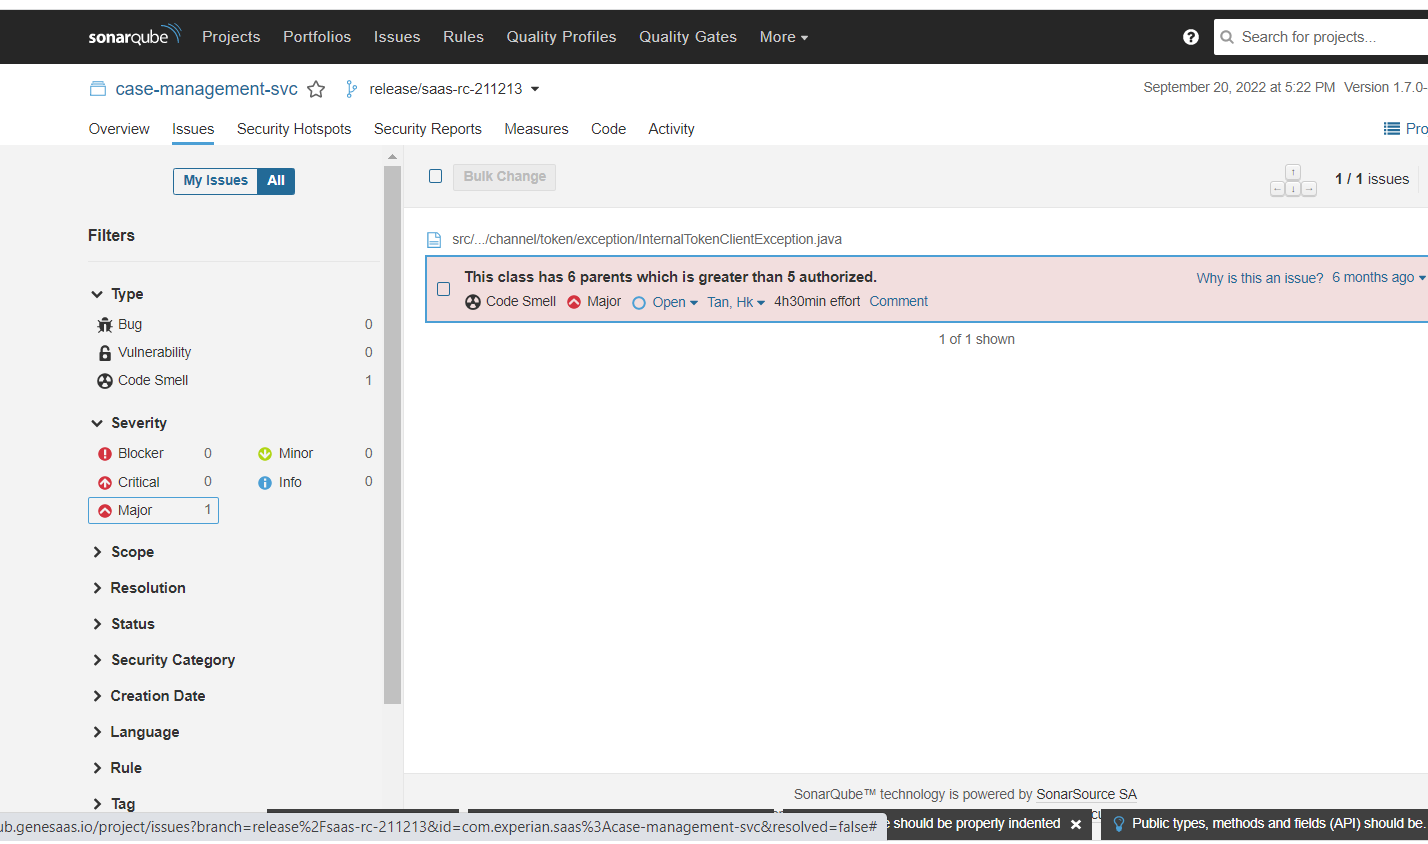 sonarqube Projects Portfolios Issues Rules Quality Profiles Quality Gates More ? Search for projects...
case-management-svc release/saas-rc-211213 September 20, 2022 at 5:22 PM Version 1.7.0-
Overview Issues Security Hotspots Security Reports Measures Code Activity Pro
My Issues All
Bulk Change
1 / 1 issues
Filters
Type
Bug 0
Vulnerability 0
Code Smell 1
Severity
Blocker 0 Minor 0
Critical 0 Info 0
Major 1
Scope
Resolution
Status
Security Category
Creation Date
Language
Rule
Tag
src/.../channel/token/exception/InternalTokenClientException.java
This class has 6 parents which is greater than 5 authorized. Why is this an issue? 6 months ago
Code Smell Major Open Tan, Hk 4h30min effort Comment
1 of 1 shown
SonarQube™ technology is powered by SonarSource SA
ub.genesaas.io/project/issues?branch=release%2Fsaas-rc-211213&id=com.experian.saas%3Acase-management-svc&resolved=false#
should be properly indented
Public types, methods and fields (API) should be.